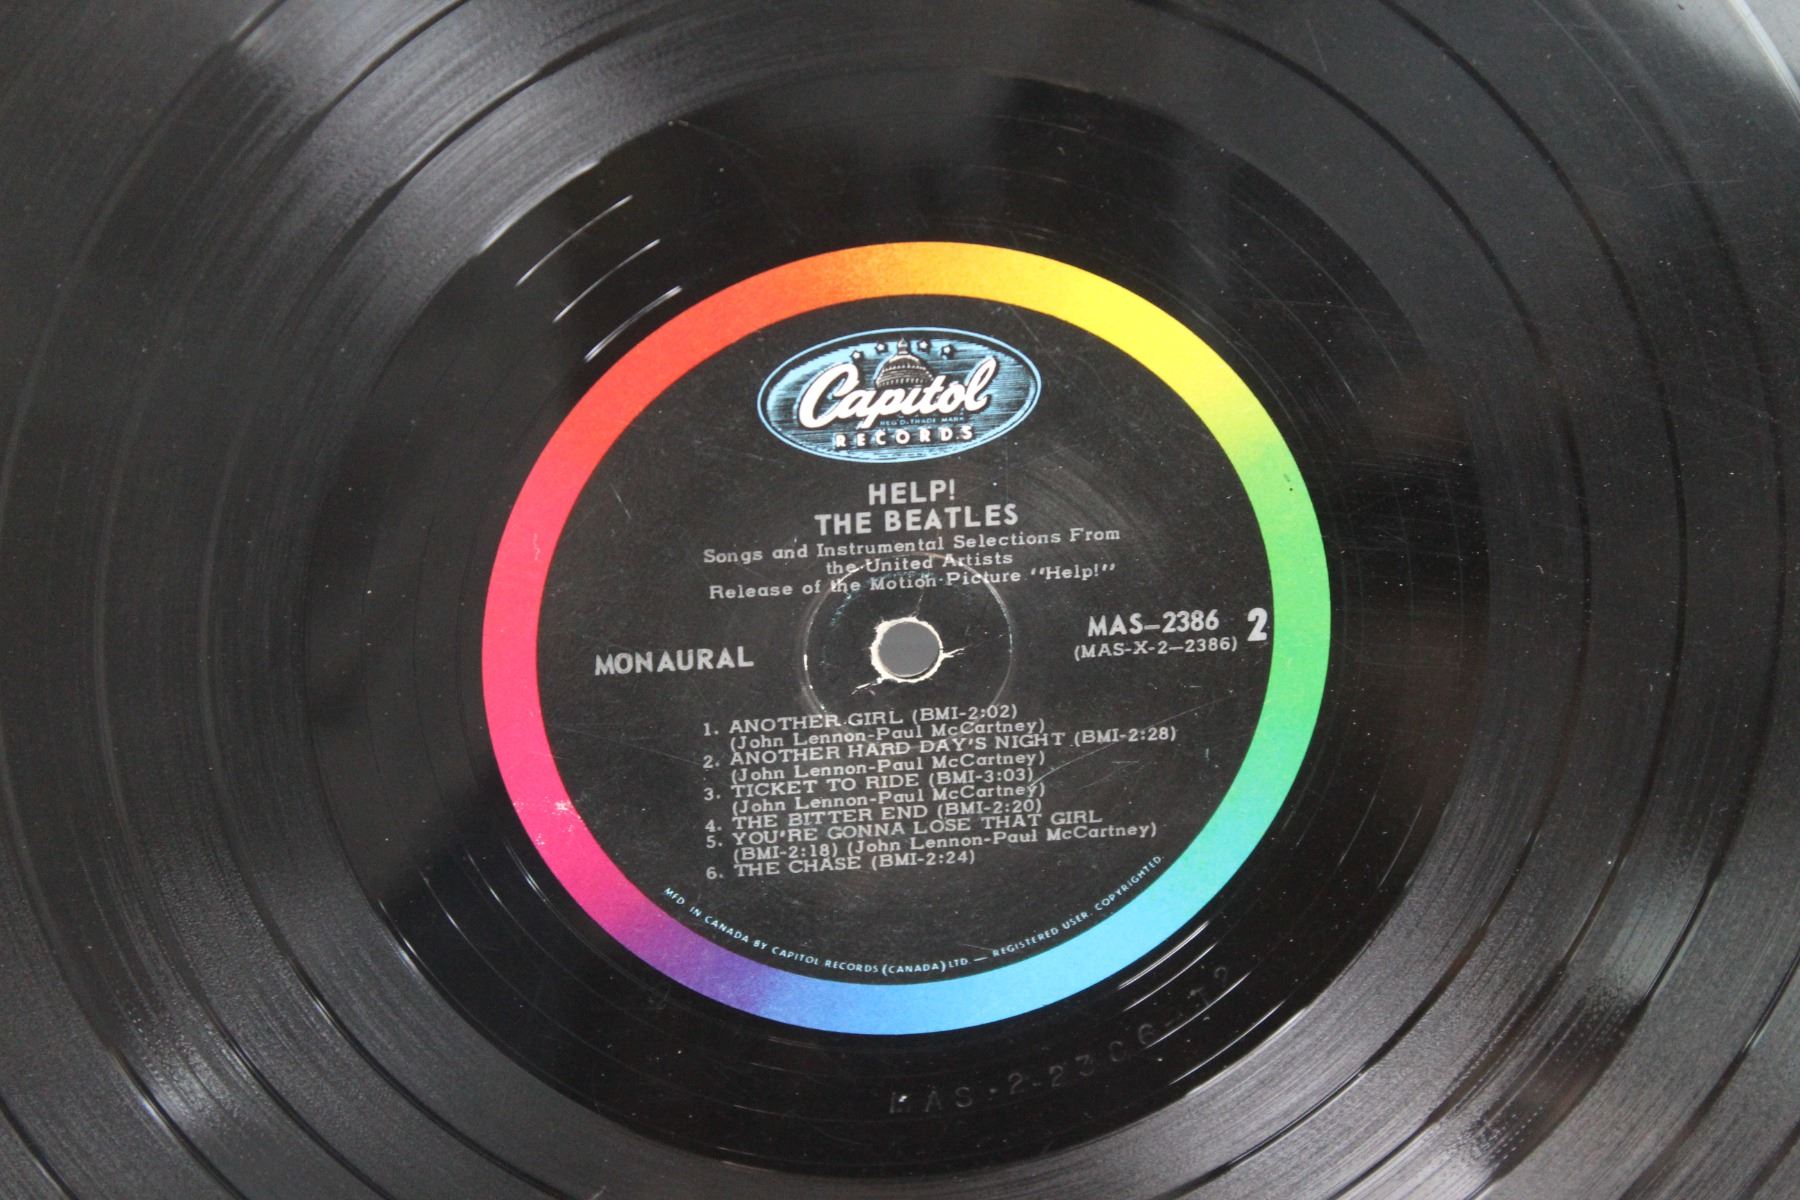 Capitol
REG'D. TRADE MARK
RECORDS
HELP!
THE BEATLES
Songs and Instrumental Selections From
the United Artists
Release of the Motion Picture "Help!"
MONAURAL
MAS-2386 2
(MAS-X-2-2386)
1. ANOTHER GIRL (BMI-2:02)
(John Lennon-Paul McCartney)
2. ANOTHER HARD DAY'S NIGHT (BMI-2:28)
(John Lennon-Paul McCartney)
3. TICKET TO RIDE (BMI-3:03)
(John Lennon-Paul McCartney)
4. THE BITTER END (BMI-2:20)
5. YOU'RE GONNA LOSE THAT GIRL
(BMI-2:18) (John Lennon-Paul McCartney)
6. THE CHASE (BMI-2:24)
MFD. IN CANADA BY CAPITOL RECORDS (CANADA) LTD. — REGISTERED USER. COPYRIGHTED.